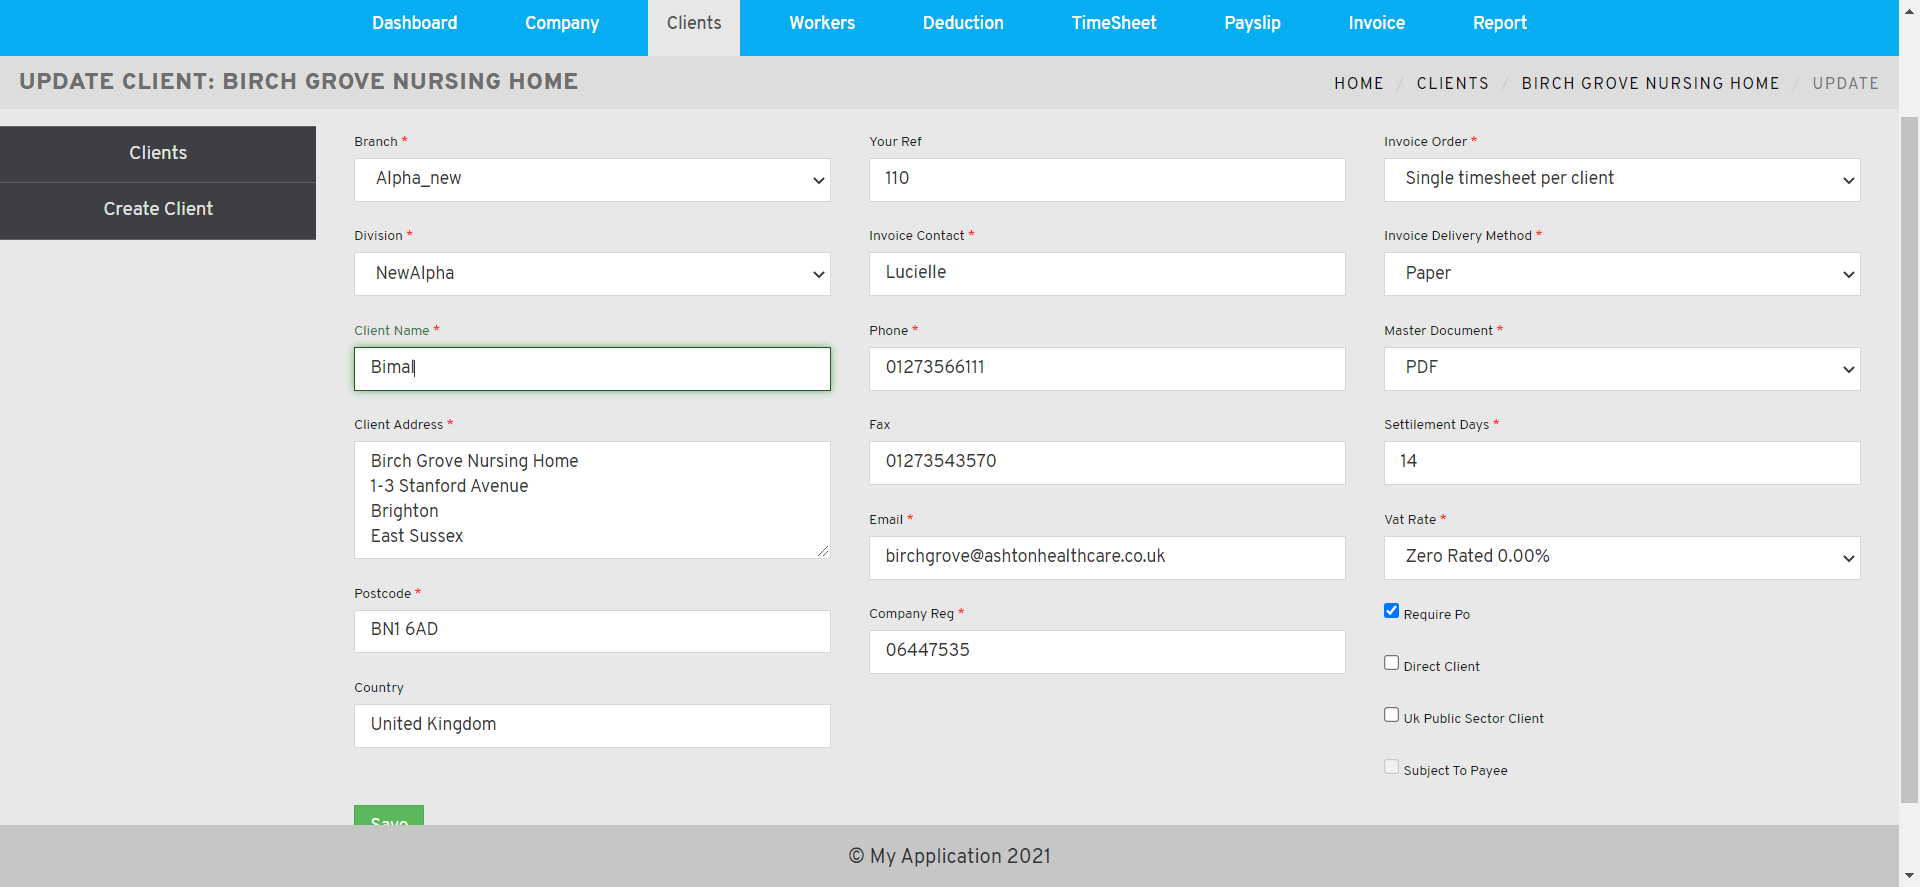 Dashboard
Company
Clients
Workers
Deduction
TimeSheet
Payslip
Invoice
Report
UPDATE CLIENT: BIRCH GROVE NURSING HOME
HOME / CLIENTS / BIRCH GROVE NURSING HOME / UPDATE
Clients
Create Client
Branch *
Alpha_new
Division *
NewAlpha
Client Name *
Bimal
Client Address *
Birch Grove Nursing Home
1-3 Stanford Avenue
Brighton
East Sussex
Postcode *
BN1 6AD
Country
United Kingdom
Save
Your Ref
110
Invoice Contact *
Lucielle
Phone *
01273566111
Fax
01273543570
Email *
birchgrove@ashtonhealthcare.co.uk
Company Reg *
06447535
Invoice Order *
Single timesheet per client
Invoice Delivery Method *
Paper
Master Document *
PDF
Settilement Days *
14
Vat Rate *
Zero Rated 0.00%
Require Po
Direct Client
Uk Public Sector Client
Subject To Payee
© My Application 2021